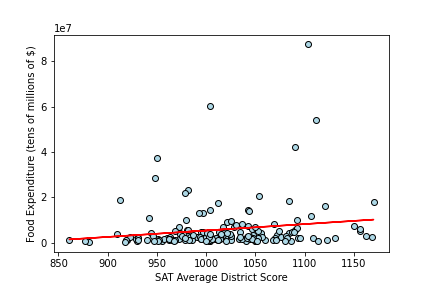 1e7
Food Expenditure (tens of millions of $)
8
6
4
2
0
850 900 950 1000 1050 1100 1150
SAT Average District Score